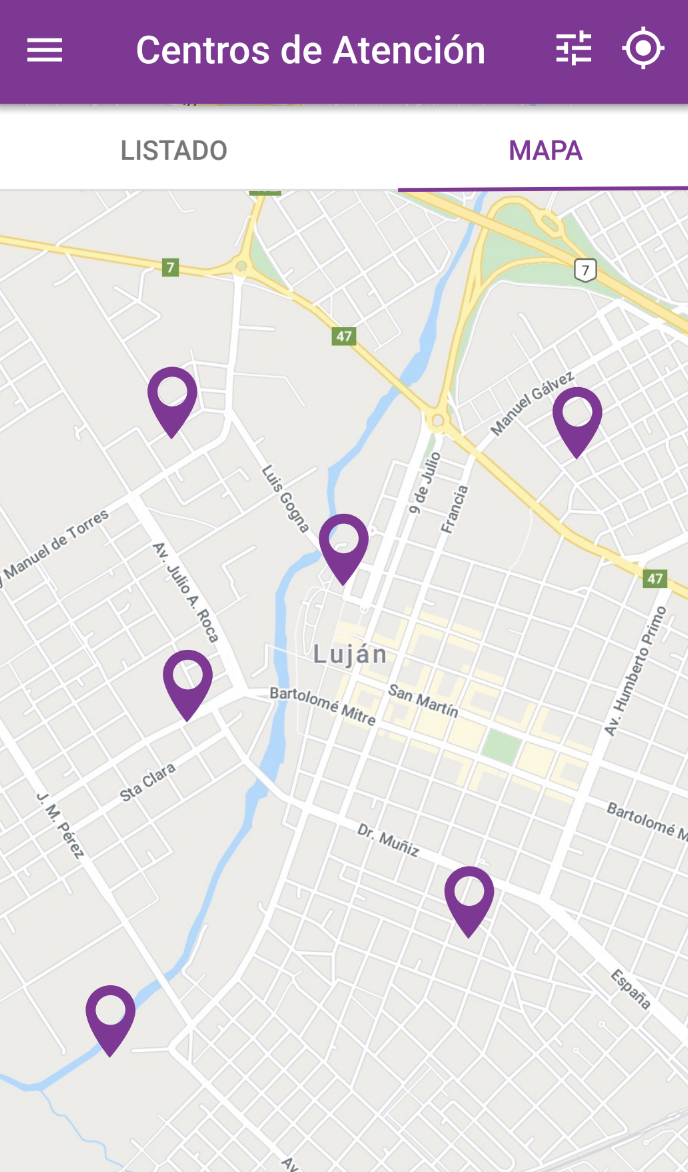 Centros de Atención
LISTADO
MAPA
7
7
47
Manuel Gálvez
9 de Julio
Francia
Luis Gogna
Manuel de Torres
Av. Julio A. Roca
47
Av. Humberto Primo
Luján
San Martín
Bartolomé Mitre
Sta Clara
J. M. Pérez
Dr. Muñiz
Bartolomé M
España
Av.